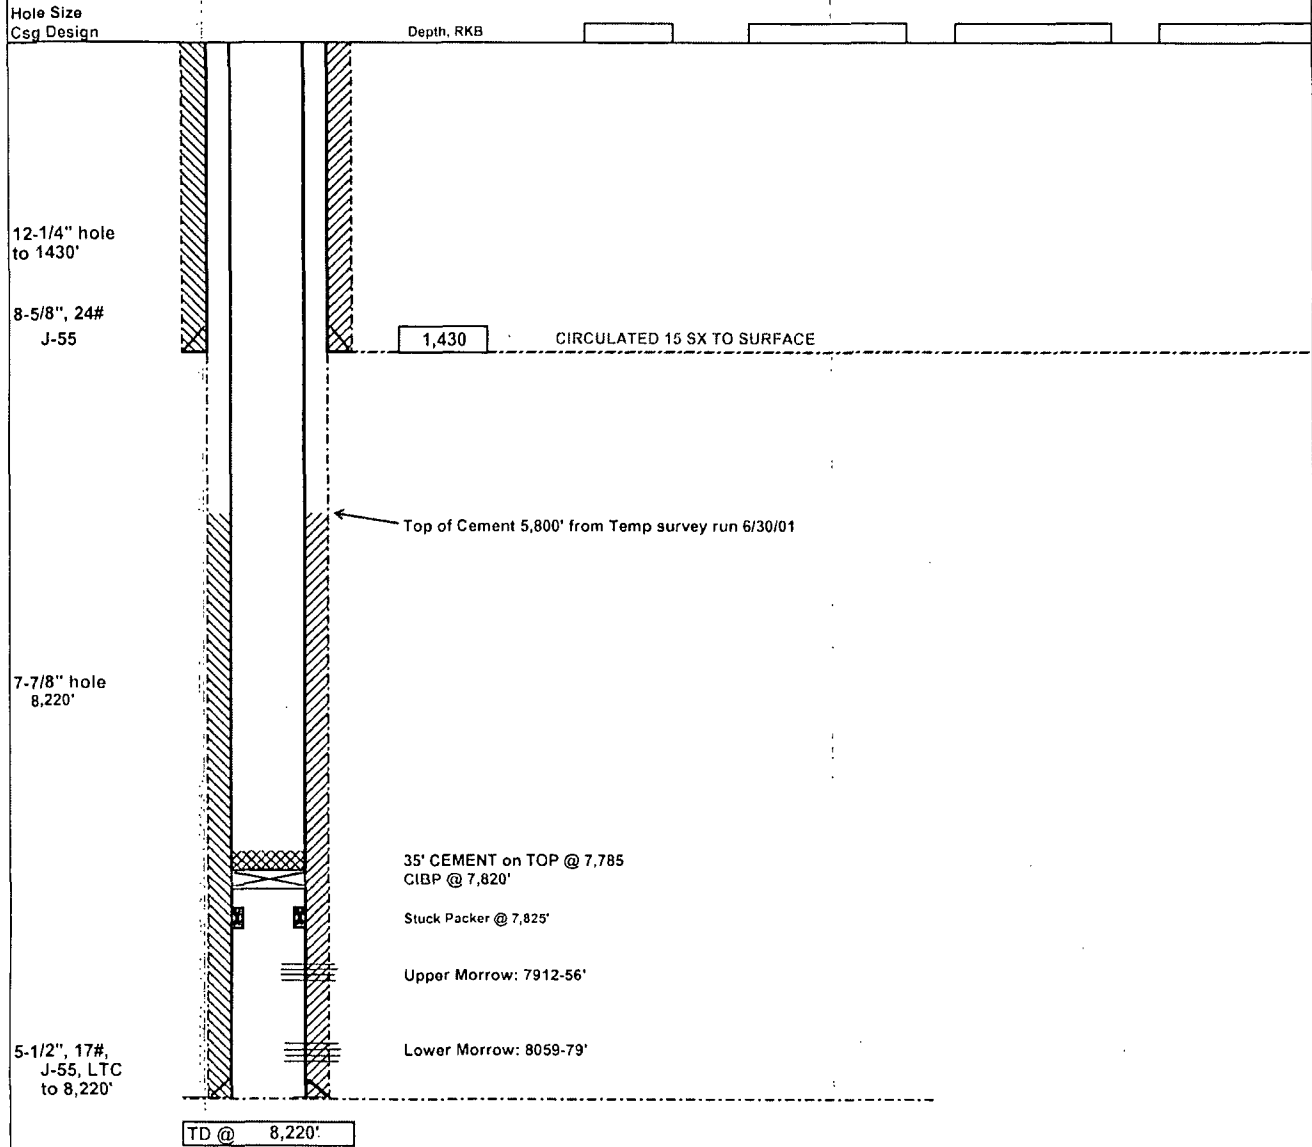 Hole Size
Csg Design
Depth, RKB
12-1/4" hole
to 1430'
8-5/8", 24#
J-55
1,430
CIRCULATED 15 SX TO SURFACE
Top of Cement 5,800' from Temp survey run 6/30/01
7-7/8" hole
8,220'
35' CEMENT on TOP @ 7,785
CIBP @ 7,820'
Stuck Packer @ 7,825'
Upper Morrow: 7912-56'
Lower Morrow: 8059-79'
5-1/2", 17#,
J-55, LTC
to 8,220'
TD @ 8,220'